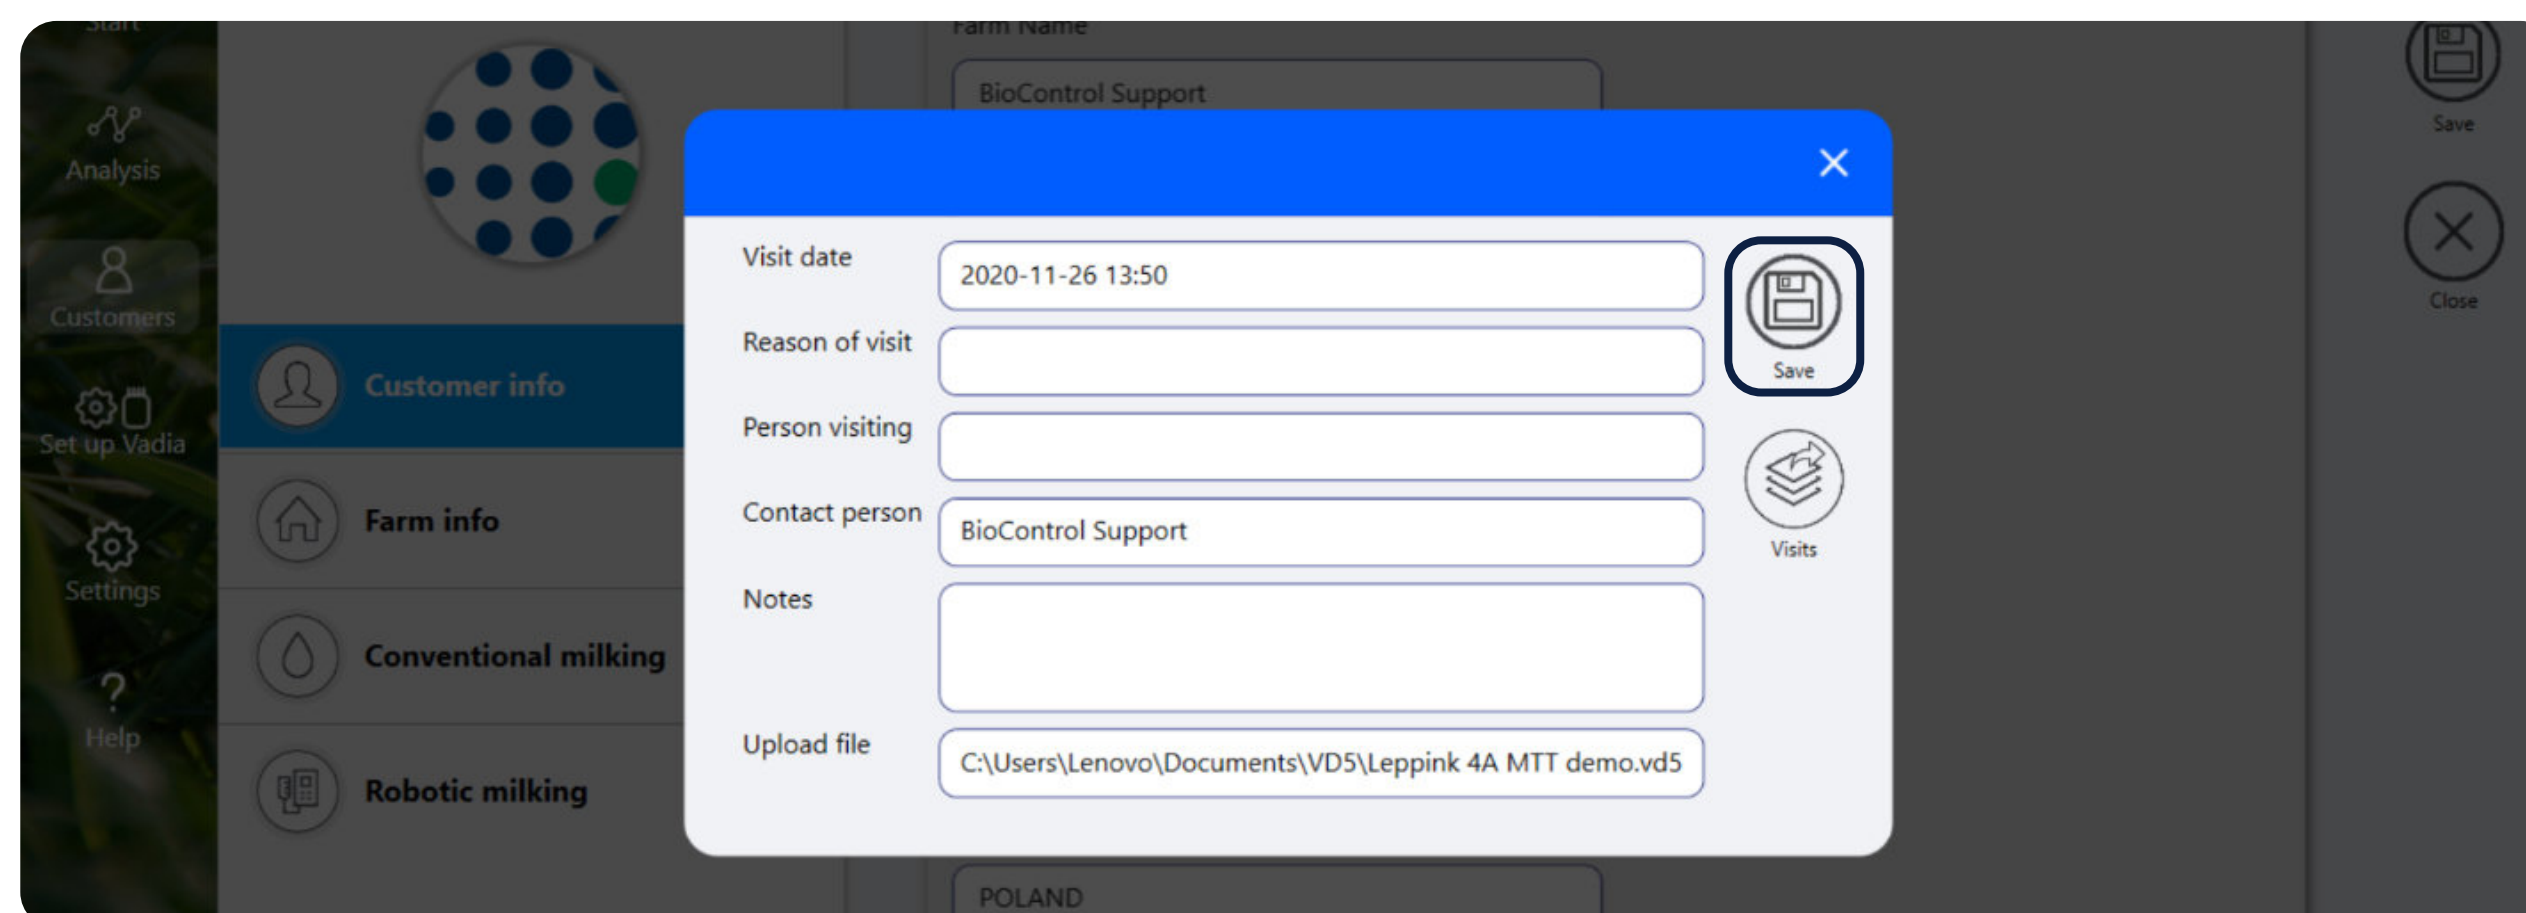 Start
Farm Name
BioControl Support
Save
Analysis
Visit date
2020-11-26 13:50
Close
Customers
Reason of visit
Save
Customer info
Person visiting
Set up Vadia
Contact person
BioControl Support
Farm info
Visits
Settings
Notes
Conventional milking
Help
Upload file
C:\Users\Lenovo\Documents\VD5\Leppink 4A MTT demo.vd5
Robotic milking
POLAND